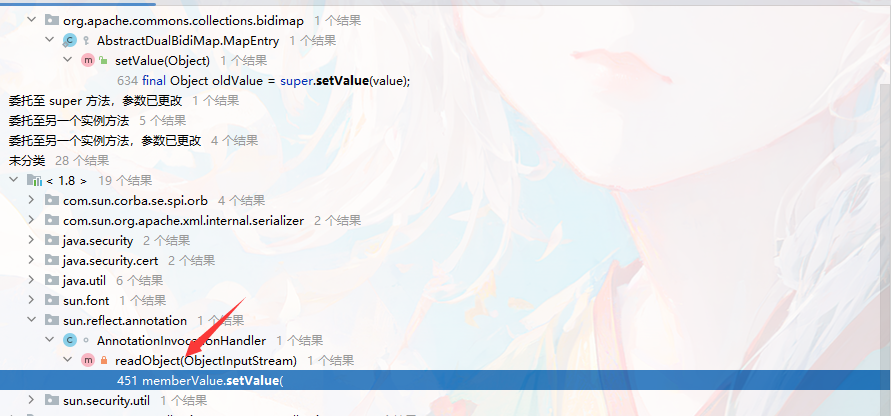 org.apache.commons.collections.bidimap 1 个结果
AbstractDualBidiMap.MapEntry 1 个结果
setValue(Object) 1 个结果
634 final Object oldValue = super.setValue(value);
委托至 super 方法，参数已更改 1 个结果
委托至另一个实例方法 5 个结果
委托至另一个实例方法，参数已更改 4 个结果
未分类 28 个结果
< 1.8 > 19 个结果
com.sun.corba.se.spi.orb 4 个结果
com.sun.org.apache.xml.internal.serializer 2 个结果
java.security 2 个结果
java.security.cert 2 个结果
java.util 6 个结果
sun.font 1 个结果
sun.reflect.annotation 1 个结果
AnnotationInvocationHandler 1 个结果
readObject(ObjectInputStream) 1 个结果
451 memberValue.setValue(
sun.security.util 1 个结果